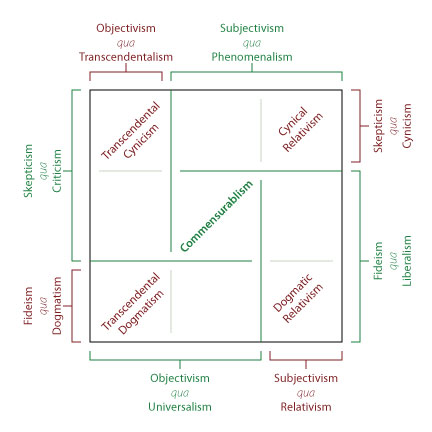 Objectivism
qua
Transcendentalism
Subjectivism
qua
Phenomenalism
Skepticism
qua
Criticism
Transcendental
Cynicism
Cynical
Relativism
Skepticism
qua
Cynicism
Commensurablism
Fideism
qua
Dogmatism
Transcendental
Dogmatism
Dogmatic
Relativism
Fideism
qua
Liberalism
Objectivism
qua
Universalism
Subjectivism
qua
Relativism